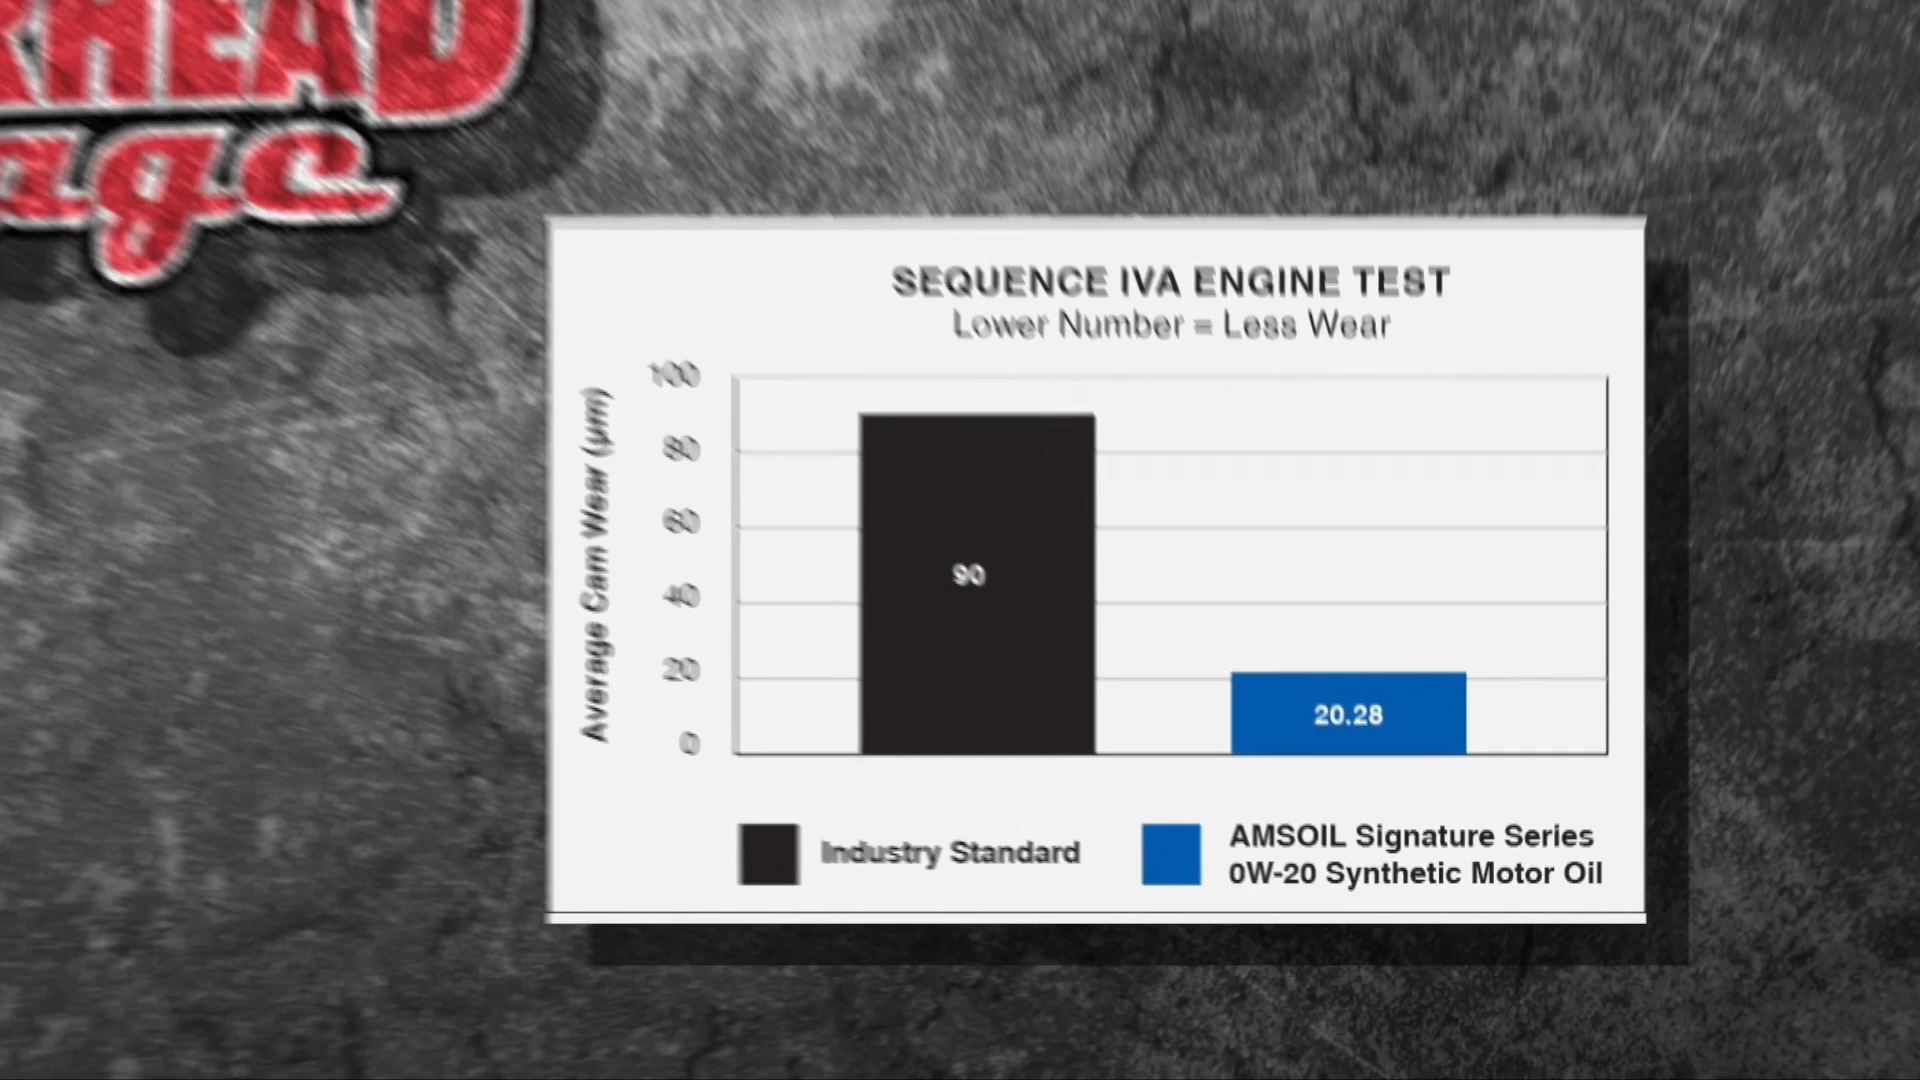 SEQUENCE IVA ENGINE TEST
Lower Number = Less Wear
Average Cam Wear (µm)
100
80
60
40
20
0
90
20.28
Industry Standard
AMSOIL Signature Series
0W-20 Synthetic Motor Oil